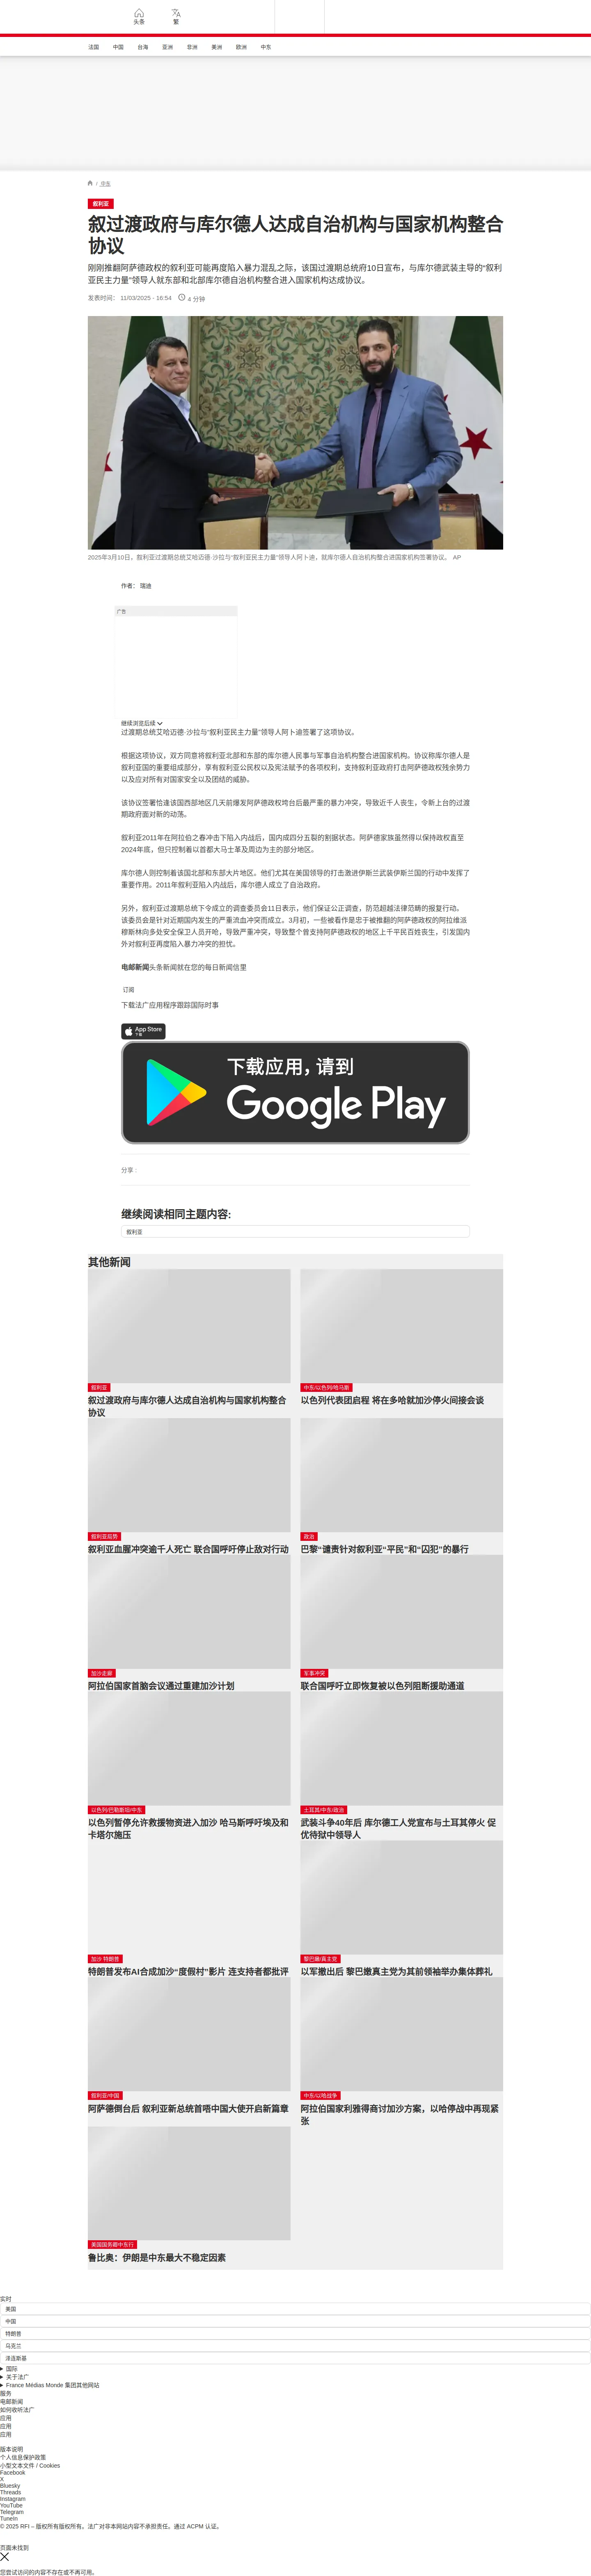 头条
繁
法国
中国
台海
亚洲
非洲
美洲
欧洲
中东
/ 中东
叙利亚
叙过渡政府与库尔德人达成自治机构与国家机构整合
协议
刚刚推翻阿萨德政权的叙利亚可能再度陷入暴力混乱之际，该国过渡期总统府10日宣布，与库尔德武装主导的“叙利
亚民主力量”领导人就东部和北部库尔德自治机构整合进入国家机构达成协议。
发表时间： 11/03/2025 - 16:54
4 分钟
2025年3月10日，叙利亚过渡期总统艾哈迈德·沙拉与“叙利亚民主力量”领导人阿卜迪，就库尔德人自治机构整合进国家机构签署协议。 AP
作者： 瑞迪
广告
继续浏览后续
过渡期总统艾哈迈德·沙拉与“叙利亚民主力量”领导人阿卜迪签署了这项协议。
根据这项协议，双方同意将叙利亚北部和东部的库尔德人民事与军事自治机构整合进国家机构。协议称库尔德人是
叙利亚国的重要组成部分，享有叙利亚公民权以及宪法赋予的各项权利，支持叙利亚政府打击阿萨德政权残余势力
以及应对所有对国家安全以及团结的威胁。
该协议签署恰逢该国西部地区几天前爆发阿萨德政权垮台后最严重的暴力冲突，导致近千人丧生，令新上台的过渡
期政府面对新的动荡。
叙利亚2011年在阿拉伯之春冲击下陷入内战后，国内成四分五裂的割据状态。阿萨德家族虽然得以保持政权直至
2024年底，但只控制着以首都大马士革及周边为主的部分地区。
库尔德人则控制着该国北部和东部大片地区。他们尤其在美国领导的打击激进伊斯兰武装伊斯兰国的行动中发挥了
重要作用。2011年叙利亚陷入内战后，库尔德人成立了自治政府。
另外，叙利亚过渡期总统下令成立的调查委员会11日表示，他们保证公正调查，防范超越法律范畴的报复行动。
该委员会是针对近期国内发生的严重流血冲突而成立。3月初，一些被看作是忠于被推翻的阿萨德政权的阿拉维派
穆斯林向多处安全保卫人员开枪，导致严重冲突，导致整个曾支持阿萨德政权的地区上千平民百姓丧生，引发国内
外对叙利亚再度陷入暴力冲突的担忧。
电邮新闻头条新闻就在您的每日新闻信里
订阅
下载法广应用程序跟踪国际时事
App Store
下载
下载应用，请到
Google Play
分享 :
继续阅读相同主题内容:
叙利亚
其他新闻
叙利亚
叙过渡政府与库尔德人达成自治机构与国家机构整合
协议
中东/以色列/哈马斯
以色列代表团启程 将在多哈就加沙停火间接会谈
叙利亚局势
叙利亚血腥冲突逾千人死亡 联合国呼吁停止敌对行动
政治
巴黎“谴责针对叙利亚“平民”和“囚犯”的暴行
加沙走廊
阿拉伯国家首脑会议通过重建加沙计划
军事冲突
联合国呼吁立即恢复被以色列阻断援助通道
以色列/巴勒斯坦/中东
以色列暂停允许救援物资进入加沙 哈马斯呼吁埃及和
卡塔尔施压
土耳其/中东/政治
武装斗争40年后 库尔德工人党宣布与土耳其停火 促
优待狱中领导人
加沙 特朗普
特朗普发布AI合成加沙“度假村”影片 连支持者都批评
黎巴嫩/真主党
以军撤出后 黎巴嫩真主党为其前领袖举办集体葬礼
叙利亚/中国
阿萨德倒台后 叙利亚新总统首唔中国大使开启新篇章
中东/以哈战争
阿拉伯国家利雅得商讨加沙方案，以哈停战中再现紧
张
美国国务卿中东行
鲁比奥：伊朗是中东最大不稳定因素
实时
美国
中国
特朗普
乌克兰
泽连斯基
国际
关于法广
France Médias Monde 集团其他网站
服务
电邮新闻
如何收听法广
应用
应用
应用
版本说明
个人信息保护政策
小型文本文件 / Cookies
Facebook
X
Bluesky
Threads
Instagram
YouTube
Telegram
TuneIn
© 2025 RFI – 版权所有版权所有。法广对非本网站内容不承担责任。通过 ACPM 认证。
页面未找到
您尝试访问的内容不存在或不再可用。